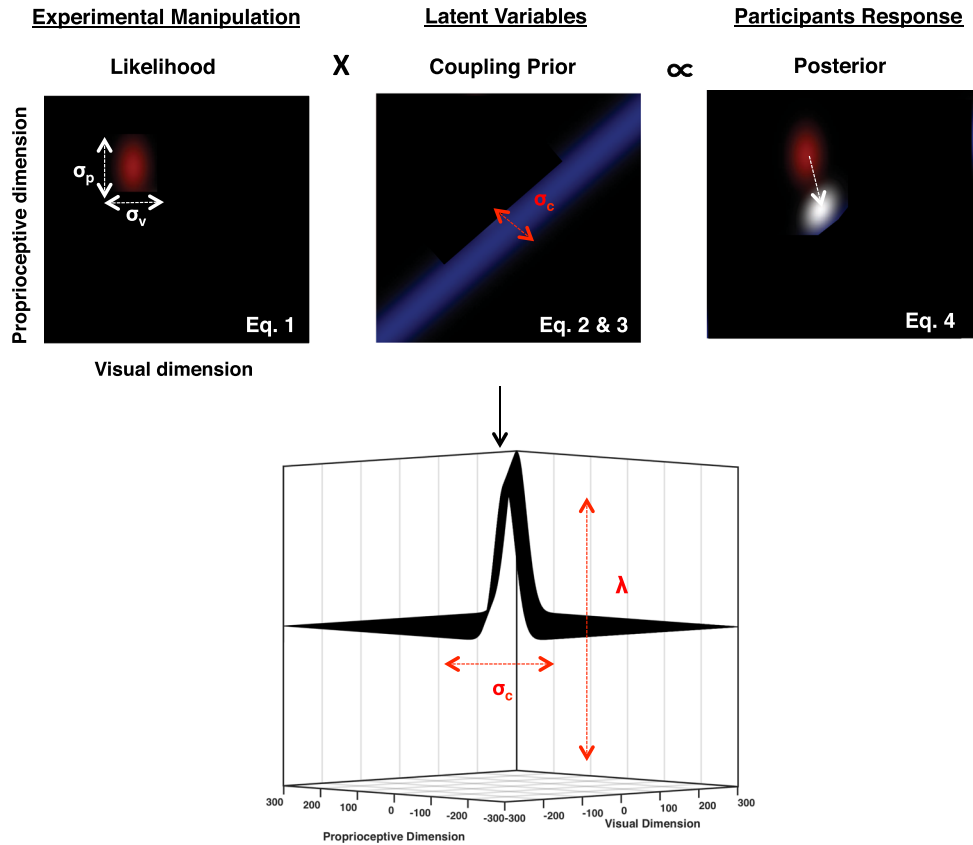 Experimental Manipulation
Latent Variables
Participants Response
Likelihood
X
Coupling Prior
∝
Posterior
Proprioceptive dimension
σp
σv
Eq. 1
σc
Eq. 2 & 3
Eq. 4
Visual dimension
λ
σc
300 200 100 0 -100 -200 -300 -300 -200 -100 0 100 200 300
Proprioceptive Dimension
Visual Dimension